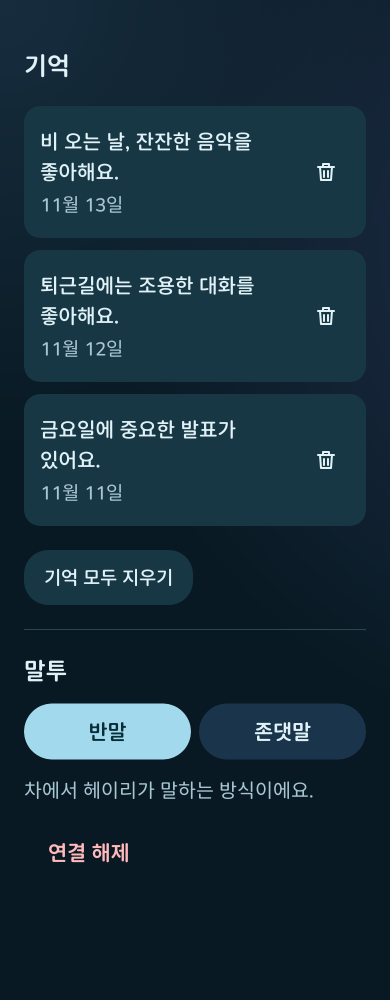 기억
비 오는 날, 잔잔한 음악을
좋아해요.
11월 13일
퇴근길에는 조용한 대화를
좋아해요.
11월 12일
금요일에 중요한 발표가
있어요.
11월 11일
기억 모두 지우기
말투
반말
존댓말
차에서 헤이리가 말하는 방식이에요.
연결 해제